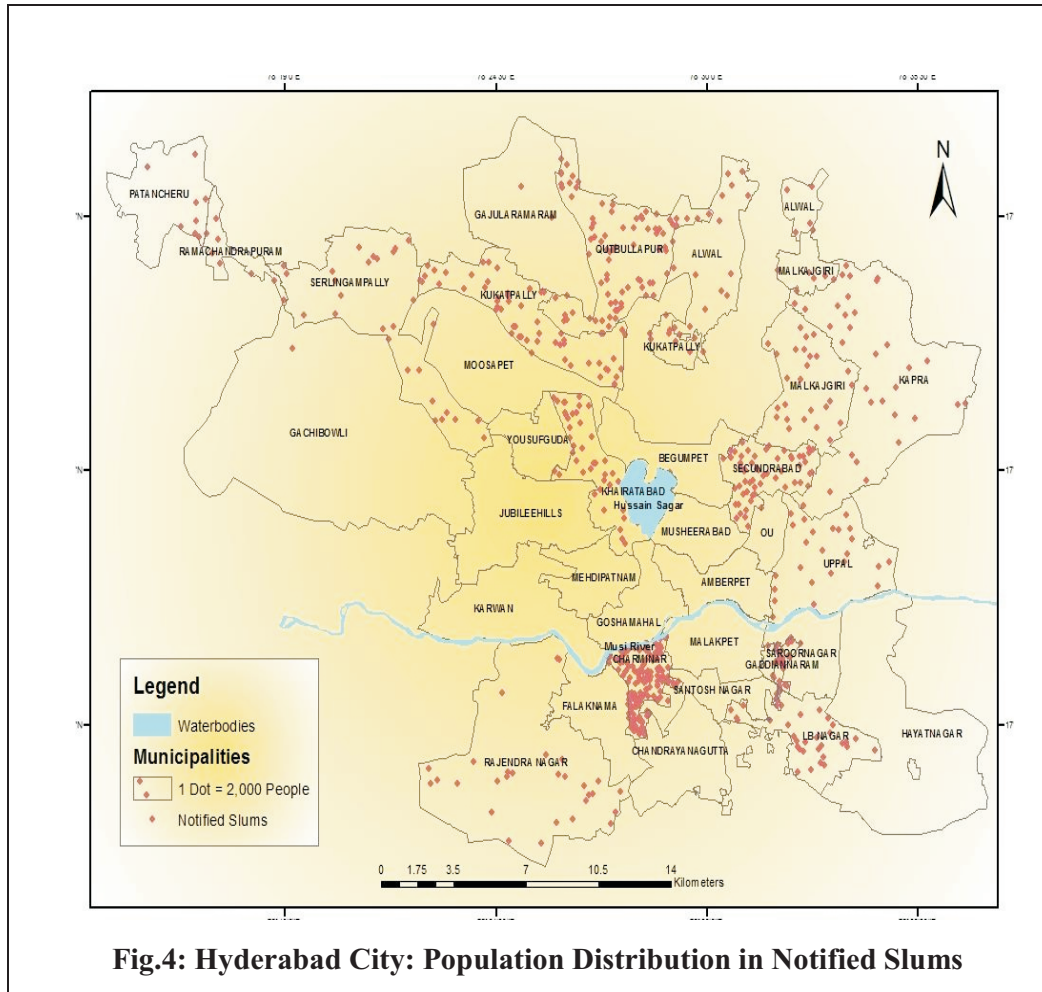 N
PATANCHERU
RAMACHANDRAPURAM
SERLINGAMPALLY
GAJULARAMARAM
QUTBULLAPUR
ALWAL
ALWAL
MALKAJGIRI
KUKATPALLY
KUKATPALLY
MOOSAPET
MALKAJGIRI
KAPRA
GACHIBOWLI
YOUSUFGUDA
BEGUMPET
SECUNDRABAD
KHAIRATABAD
Hussain Sagar
JUBILEEHILLS
MUSHEERABAD
OU
UPPAL
MEHDIPATNAM
AMBERPET
KARWAN
GOSHAMAHAL
Musi River
CHARMINAR
MALAKPET
SAROORNAGAR
GADDIANNARAM
SANTOSH NAGAR
FALAKNAMA
LB NAGAR
HAYATNAGAR
CHANDRAYANAGUTTA
RAJENDRA NAGAR
Legend
Waterbodies
Municipalities
1 Dot = 2,000 People
Notified Slums
0 1.75 3.5 7 10.5 14
Kilometers
Fig.4: Hyderabad City: Population Distribution in Notified Slums